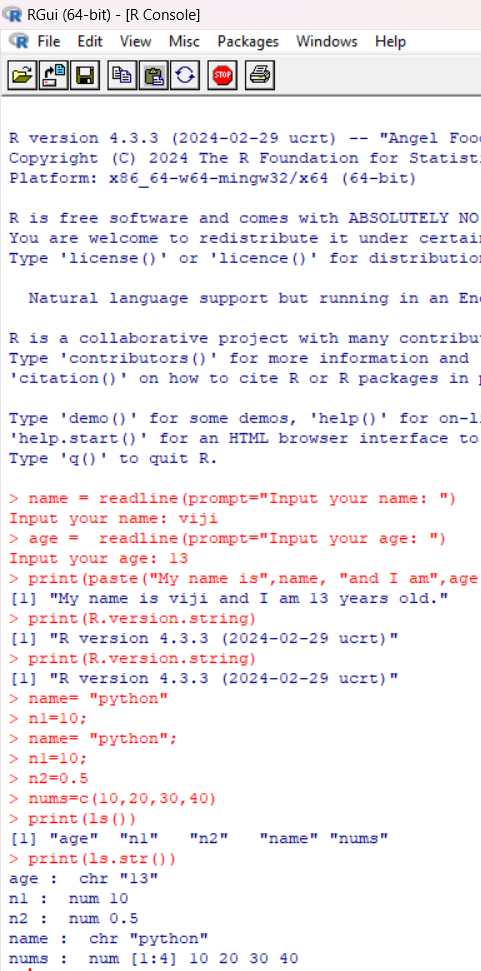 RGui (64-bit) - [R Console]
File Edit View Misc Packages Windows Help
STOP
R version 4.3.3 (2024-02-29 ucrt) -- "Angel Foo
Copyright (C) 2024 The R Foundation for Statist
Platform: x86_64-w64-mingw32/x64 (64-bit)
R is free software and comes with ABSOLUTELY NO
You are welcome to redistribute it under certai
Type 'license()' or 'licence()' for distribution
Natural language support but running in an En
R is a collaborative project with many contribu
Type 'contributors()' for more information and
'citation()' on how to cite R or R packages in p
Type 'demo()' for some demos, 'help()' for on-li
'help.start()' for an HTML browser interface to
Type 'q()' to quit R.
> name = readline(prompt="Input your name: ")
Input your name: viji
> age =  readline(prompt="Input your age: ")
Input your age: 13
> print(paste("My name is",name, "and I am",age
[1] "My name is viji and I am 13 years old."
> print(R.version.string)
[1] "R version 4.3.3 (2024-02-29 ucrt)"
> print(R.version.string)
[1] "R version 4.3.3 (2024-02-29 ucrt)"
> name= "python"
> n1=10;
> name= "python";
> n1=10;
> n2=0.5
> nums=c(10,20,30,40)
> print(ls())
[1] "age"  "n1"   "n2"   "name" "nums"
> print(ls.str())
age :  chr "13"
n1 :  num 10
n2 :  num 0.5
name :  chr "python"
nums :  num [1:4] 10 20 30 40